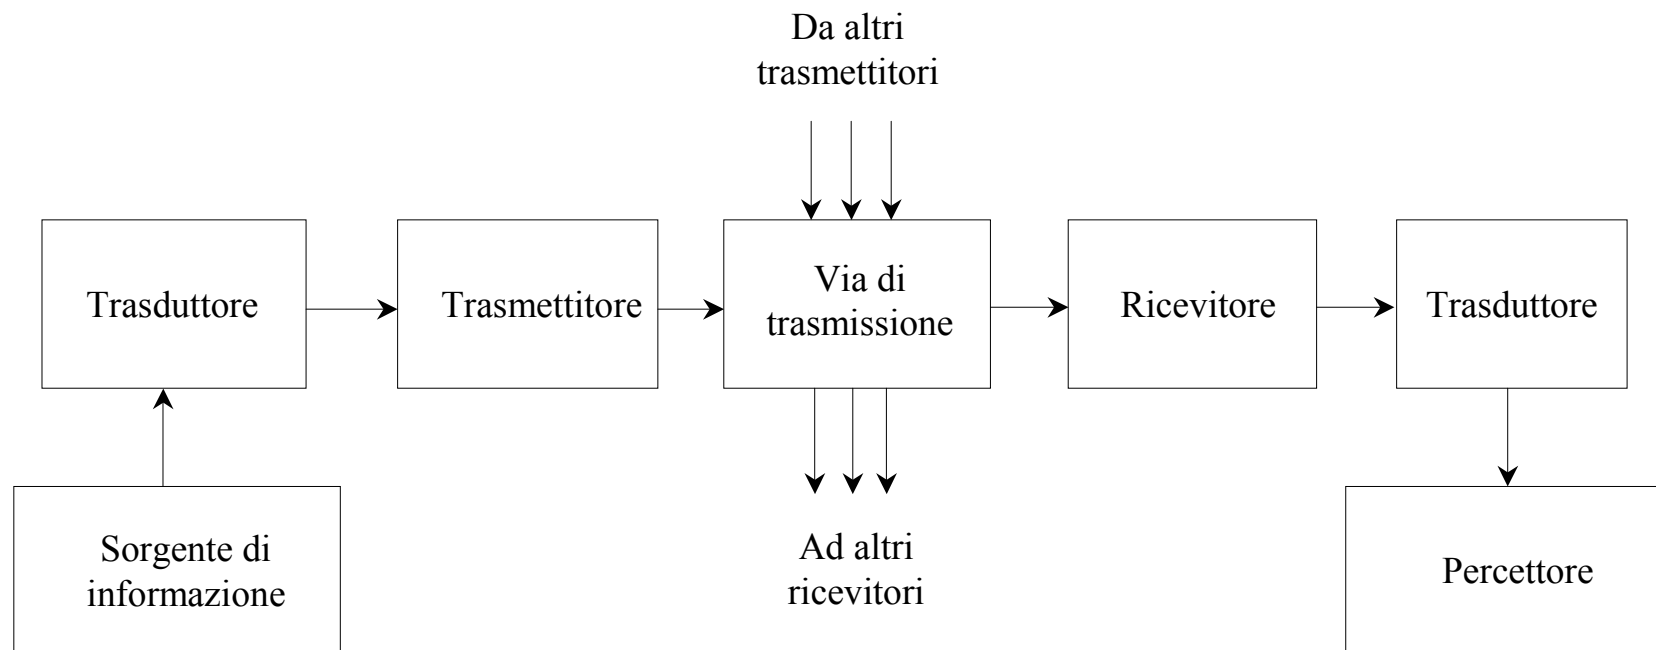 Da altri
trasmettitori
Trasduttore
Trasmettitore
Via di
trasmissione
Ricevitore
Trasduttore
Sorgente di
informazione
Ad altri
ricevitori
Percettore